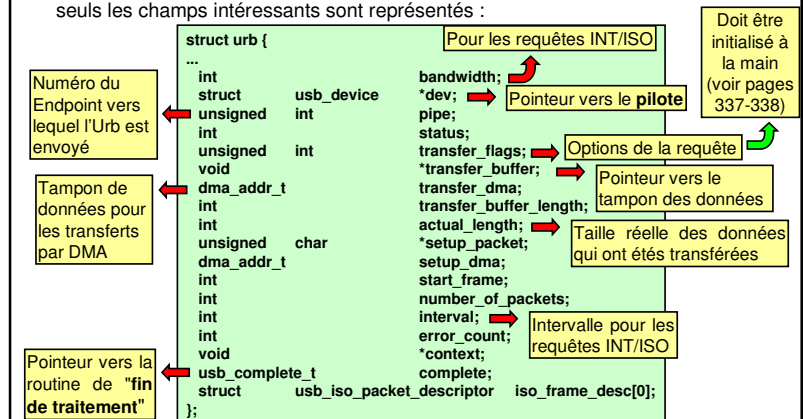 seuls les champs intéressants sont représentés :
struct urb {
...
int bandwidth;
struct usb_device *dev;
unsigned int pipe;
int status;
unsigned int transfer_flags;
void *transfer_buffer;
dma_addr_t transfer_dma;
int transfer_buffer_length;
int actual_length;
unsigned char *setup_packet;
dma_addr_t setup_dma;
int start_frame;
int number_of_packets;
int interval;
int error_count;
void *context;
usb_complete_t complete;
struct usb_iso_packet_descriptor iso_frame_desc[0];
};
Pour les requêtes INT/ISO
Doit être
initialisé à
la main
(voir pages
337-338)
Numéro du
Endpoint vers
lequel l'Urb est
envoyé
Pointeur vers le pilote
Options de la requête
Pointeur vers le
tampon des données
Tampon de
données pour
les transferts
par DMA
Taille réelle des données
qui ont étés transférées
Intervalle pour les
requêtes INT/ISO
Pointeur vers la
routine de "fin
de traitement"